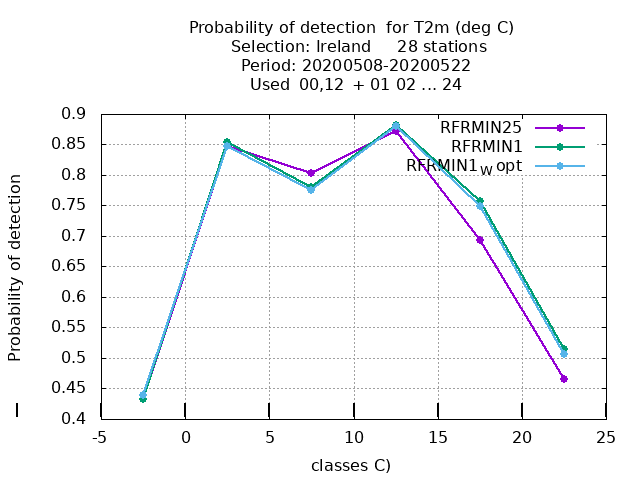 Probability of detection  for T2m (deg C)
Selection: Ireland     28 stations
Period: 20200508-20200522
Used  00,12  + 01 02 ... 24
Probability of detection
0.9
0.85
0.8
0.75
0.7
0.65
0.6
0.55
0.5
0.45
0.4
RFRMIN25
RFRMIN1
RFRMIN1W opt
-5
0
5
10
15
20
25
classes C)